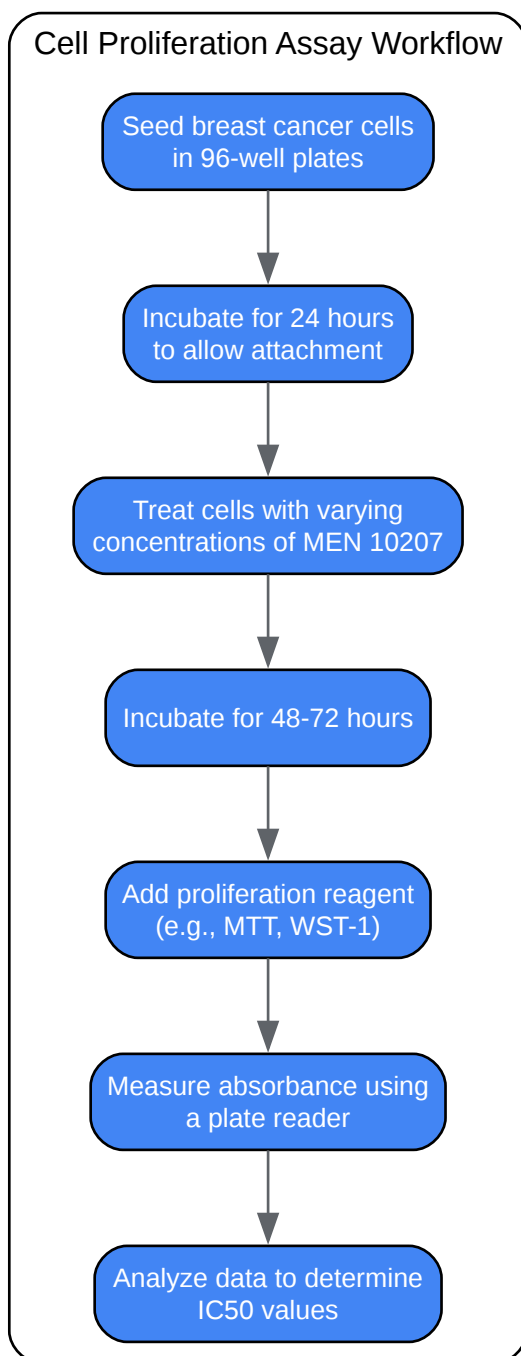 Cell Proliferation Assay Workflow
Seed breast cancer cells
in 96-well plates
Incubate for 24 hours
to allow attachment
Treat cells with varying
concentrations of MEN 10207
Incubate for 48-72 hours
Add proliferation reagent
(e.g., MTT, WST-1)
Measure absorbance using
a plate reader
Analyze data to determine
IC50 values